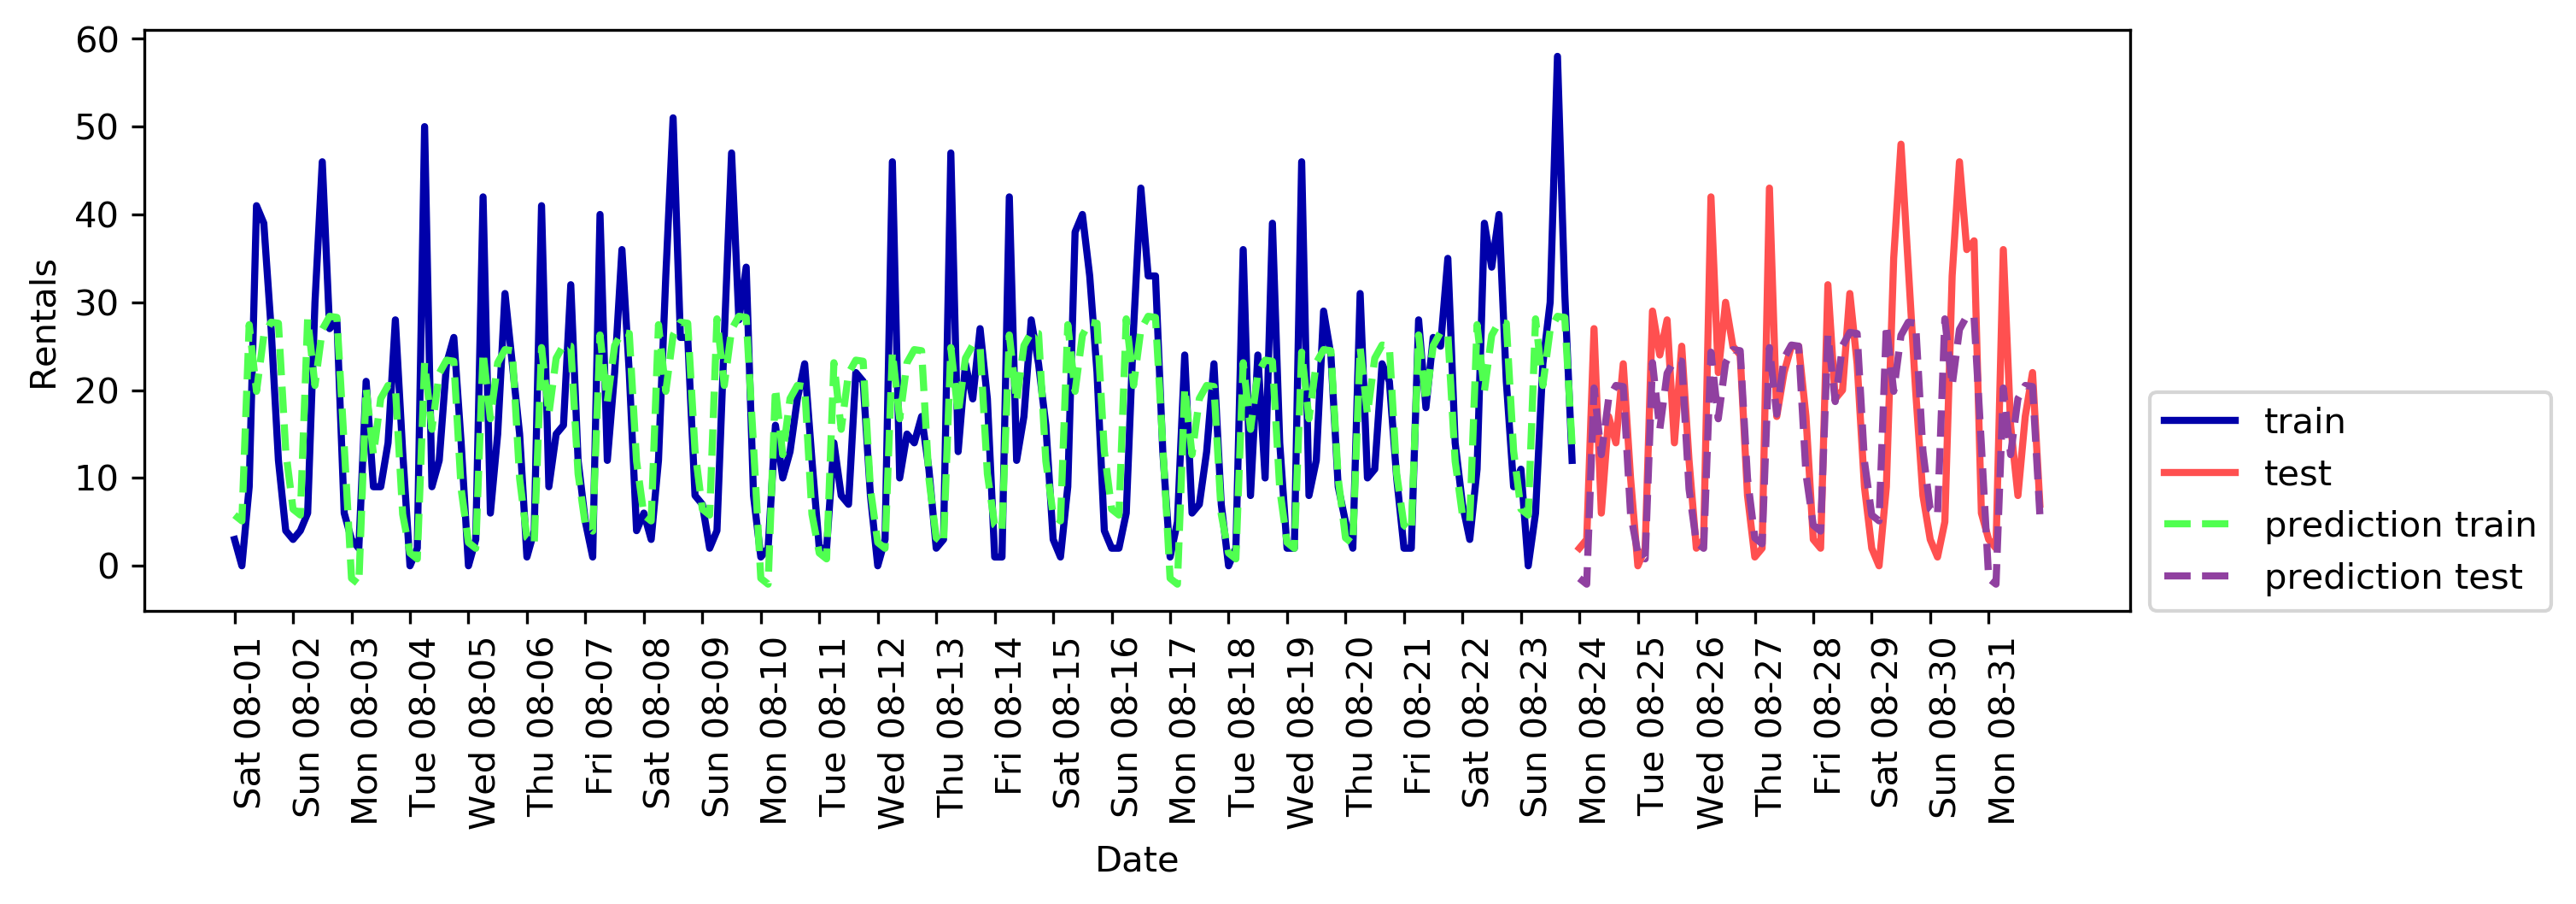 60
50
40
30
20
10
0
Rentals
Sat 08-01
Sun 08-02
Mon 08-03
Tue 08-04
Wed 08-05
Thu 08-06
Fri 08-07
Sat 08-08
Sun 08-09
Mon 08-10
Tue 08-11
Wed 08-12
Thu 08-13
Fri 08-14
Sat 08-15
Sun 08-16
Mon 08-17
Tue 08-18
Wed 08-19
Thu 08-20
Fri 08-21
Sat 08-22
Sun 08-23
Mon 08-24
Tue 08-25
Wed 08-26
Thu 08-27
Fri 08-28
Sat 08-29
Sun 08-30
Mon 08-31
Date
train
test
prediction train
prediction test